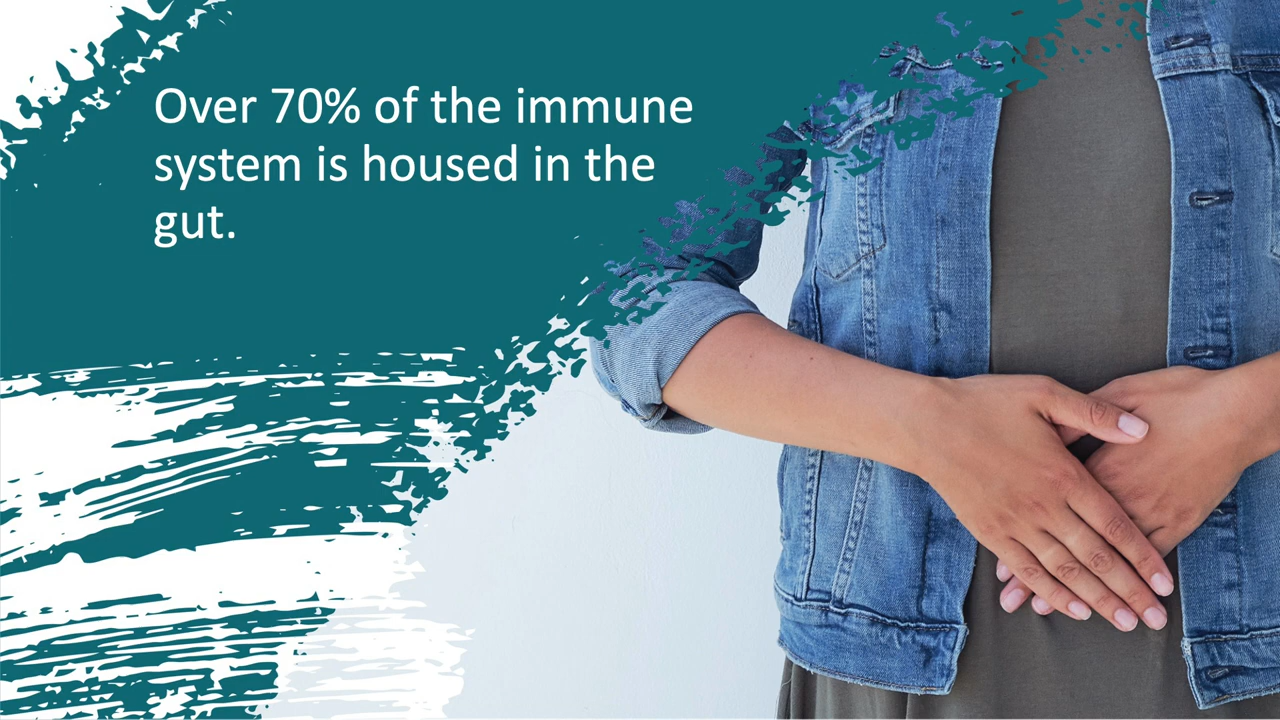 Over 70% of the immune
system is housed in the
gut.